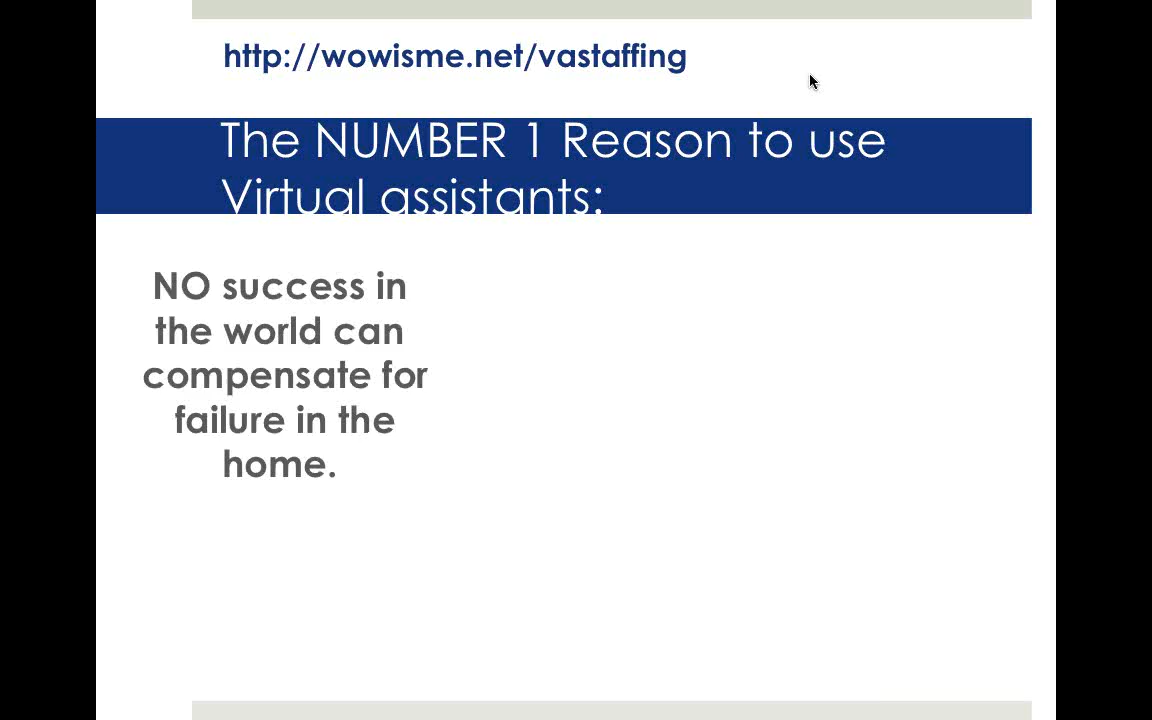 http://wowisme.net/vastaffing
The NUMBER 1 Reason to use
Virtual assistants:
NO success in
the world can
compensate for
failure in the
home.